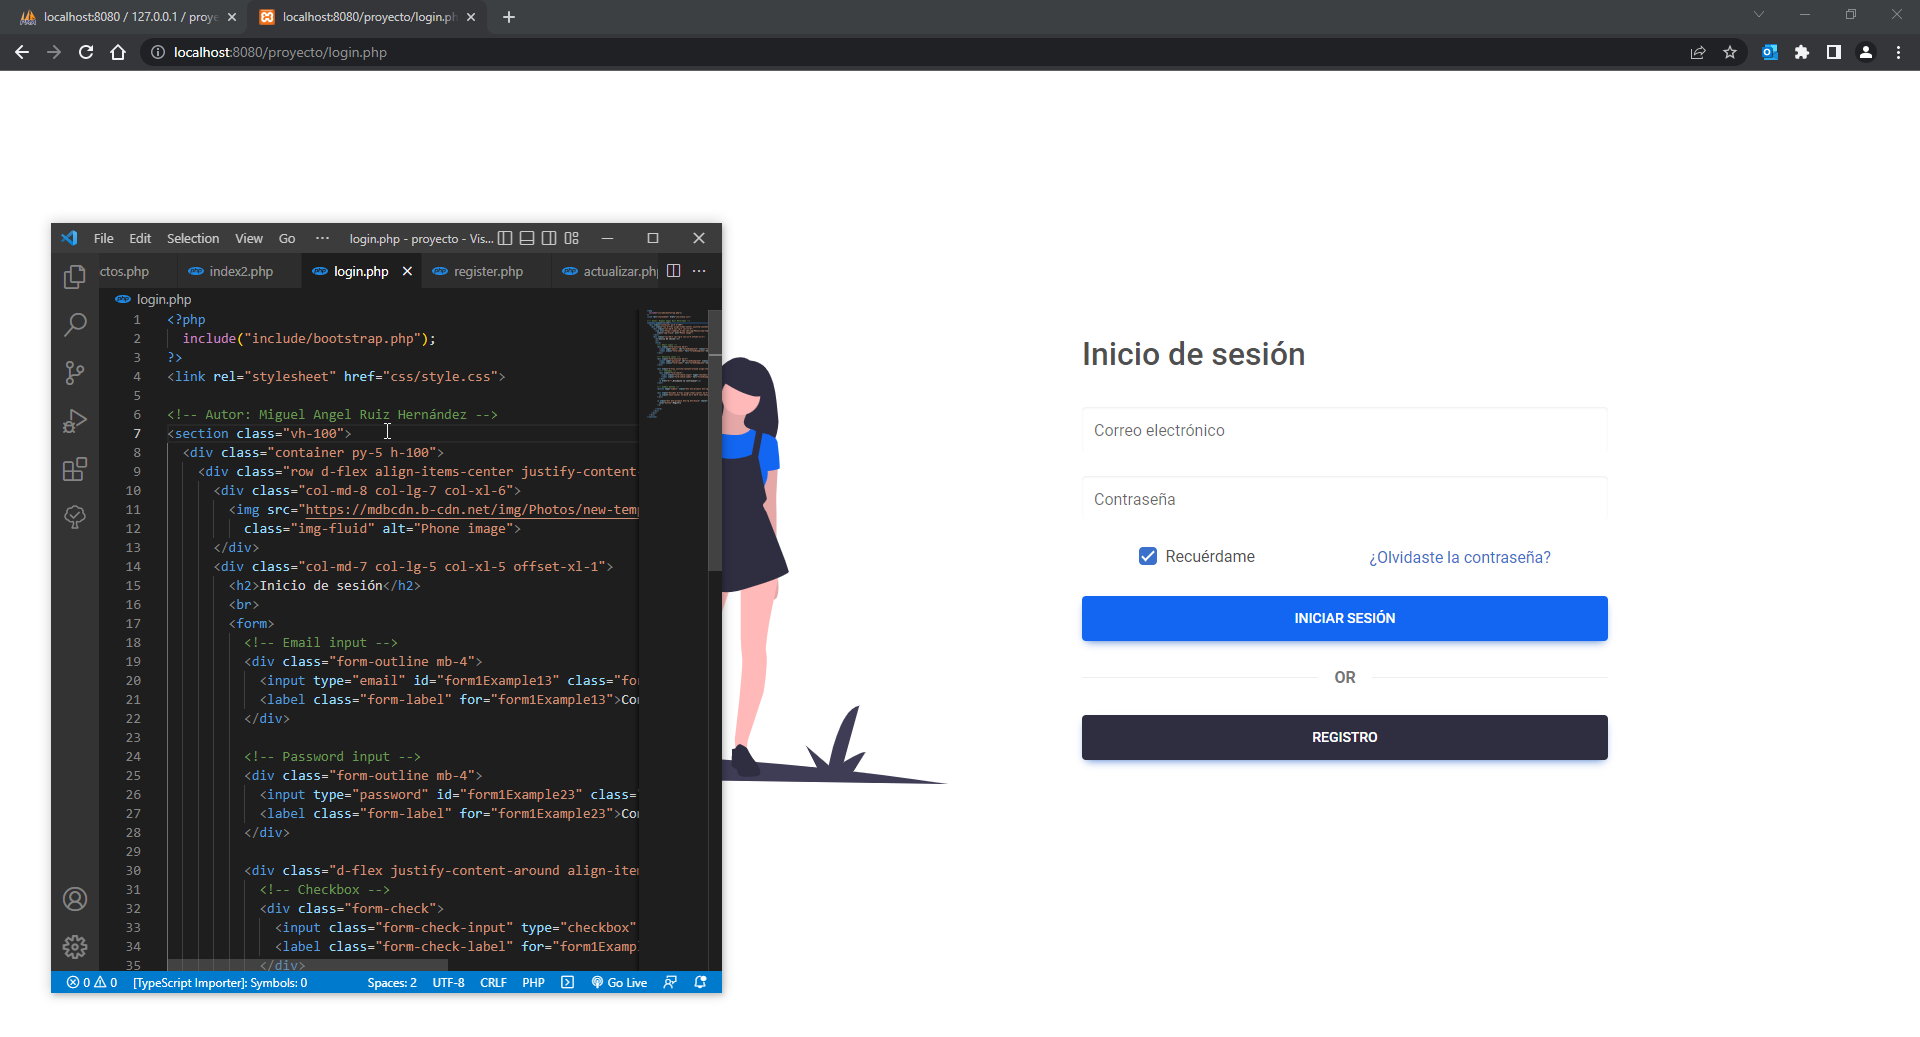 localhost:8080 / 127.0.0.1 / proye
localhost:8080/proyecto/login.ph
localhost:8080/proyecto/login.php
File Edit Selection View Go ··· login.php - proyecto - Vis...
ctos.php index2.php login.php register.php actualizar.php ···
login.php
1 <?php
2 include("include/bootstrap.php");
3 ?>
4 <link rel="stylesheet" href="css/style.css">
5
6 <!-- Autor: Miguel Angel Ruiz Hernández -->
7 <section class="vh-100">
8 <div class="container py-5 h-100">
9 <div class="row d-flex align-items-center justify-content-
10 <div class="col-md-8 col-lg-7 col-xl-6">
11 <img src="https://mdbcdn.b-cdn.net/img/Photos/new-temp
12 class="img-fluid" alt="Phone image">
13 </div>
14 <div class="col-md-7 col-lg-5 col-xl-5 offset-xl-1">
15 <h2>Inicio de sesión</h2>
16 <br>
17 <form>
18 <!-- Email input -->
19 <div class="form-outline mb-4">
20 <input type="email" id="form1Example13" class="fo
21 <label class="form-label" for="form1Example13">Co
22 </div>
23
24 <!-- Password input -->
25 <div class="form-outline mb-4">
26 <input type="password" id="form1Example23" class="
27 <label class="form-label" for="form1Example23">Co
28 </div>
29
30 <div class="d-flex justify-content-around align-ite
31 <!-- Checkbox -->
32 <div class="form-check">
33 <input class="form-check-input" type="checkbox"
34 <label class="form-check-label" for="form1Examp
35 </div>
0 0 [TypeScript Importer]: Symbols: 0 Spaces: 2 UTF-8 CRLF PHP Go Live
Inicio de sesión
Correo electrónico
Contraseña
Recuérdame ¿Olvidaste la contraseña?
INICIAR SESIÓN
OR
REGISTRO